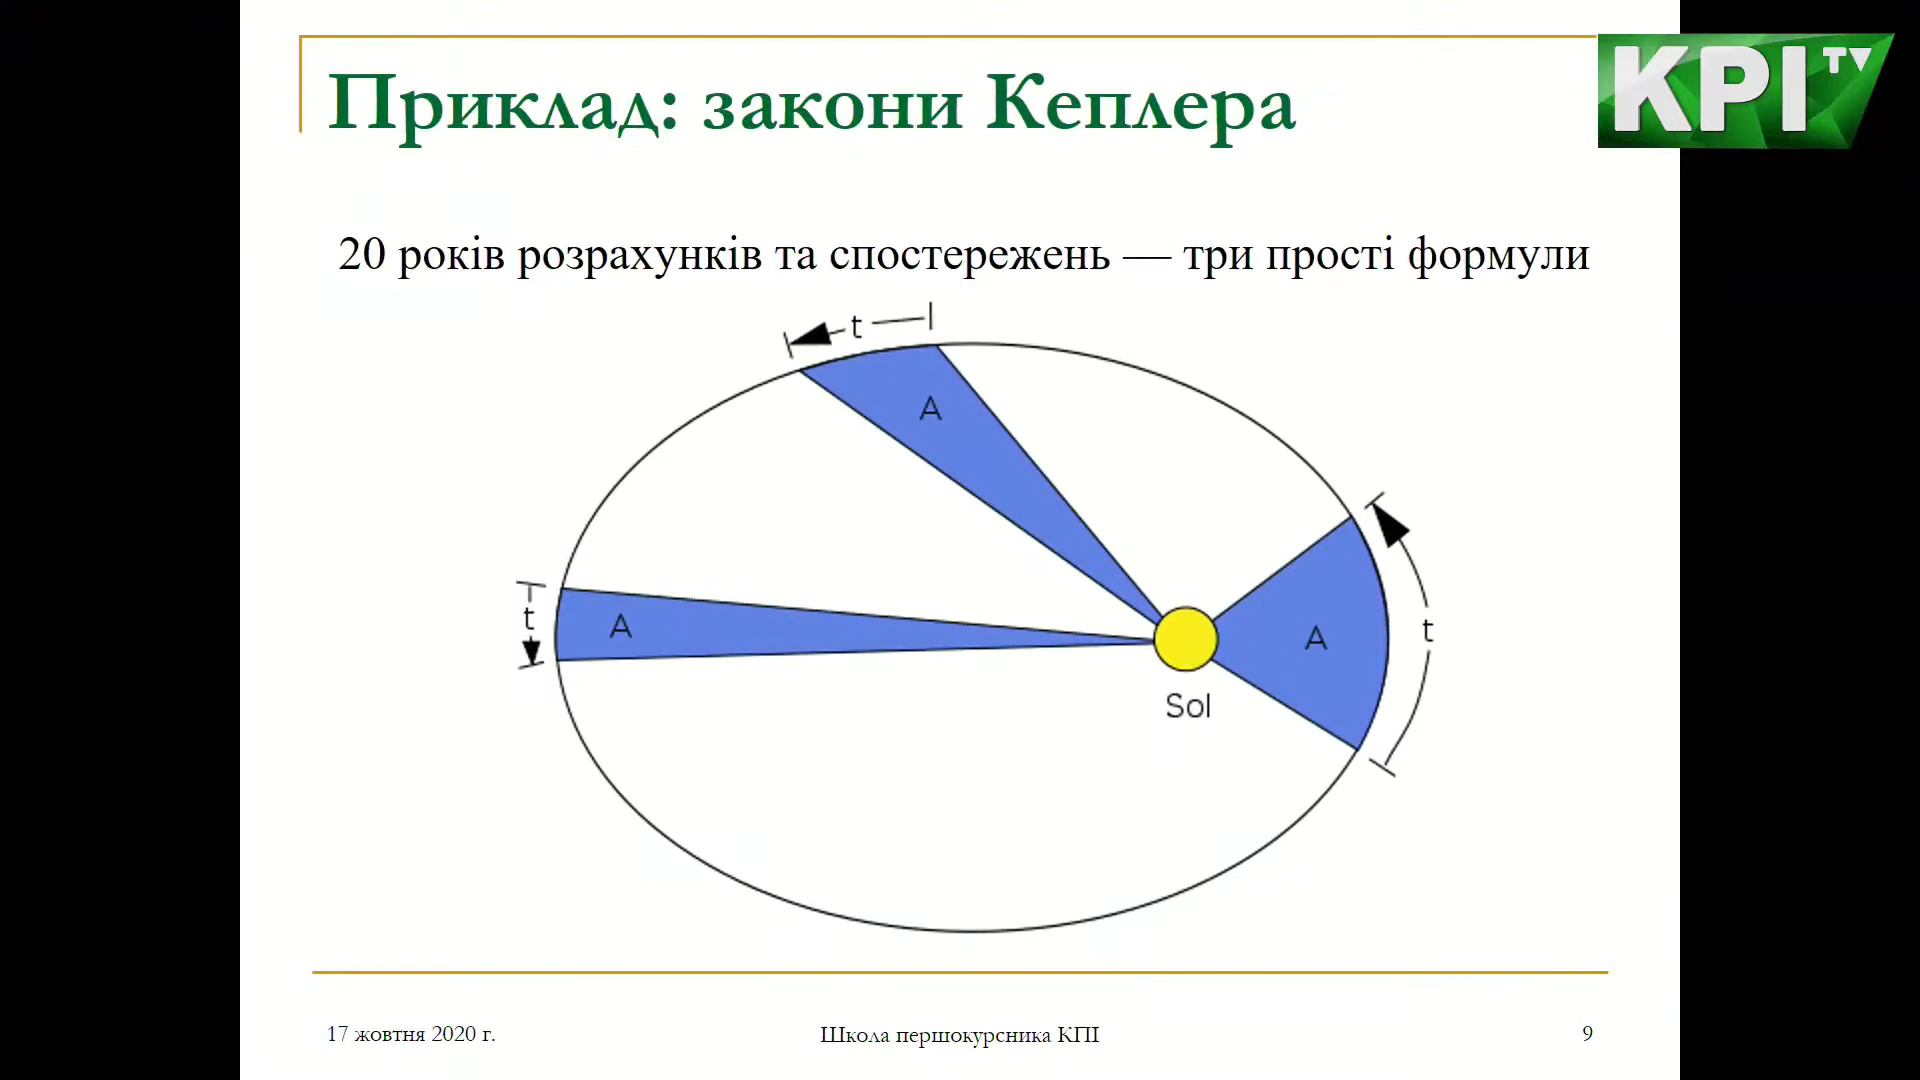 Приклад: закони Кеплера
KPI TV
20 років розрахунків та спостережень — три прості формули
t
A
t
A
A
t
Sol
17 жовтня 2020 г.
Школа першокурсника КПІ
9